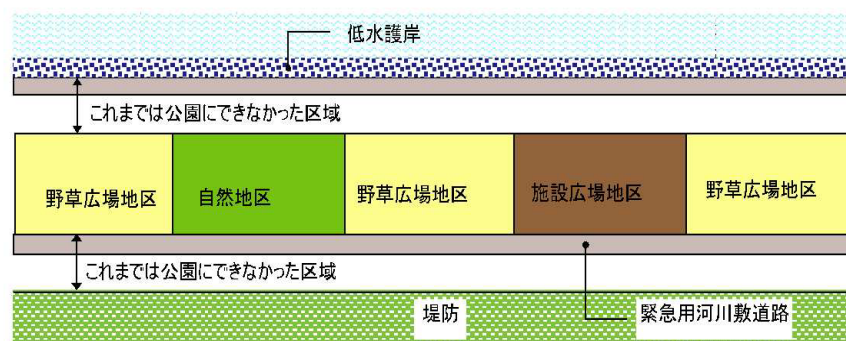 低水護岸
これまでは公園にできなかった区域
野草広場地区
自然地区
野草広場地区
施設広場地区
野草広場地区
これまでは公園にできなかった区域
堤防
緊急用河川敷道路